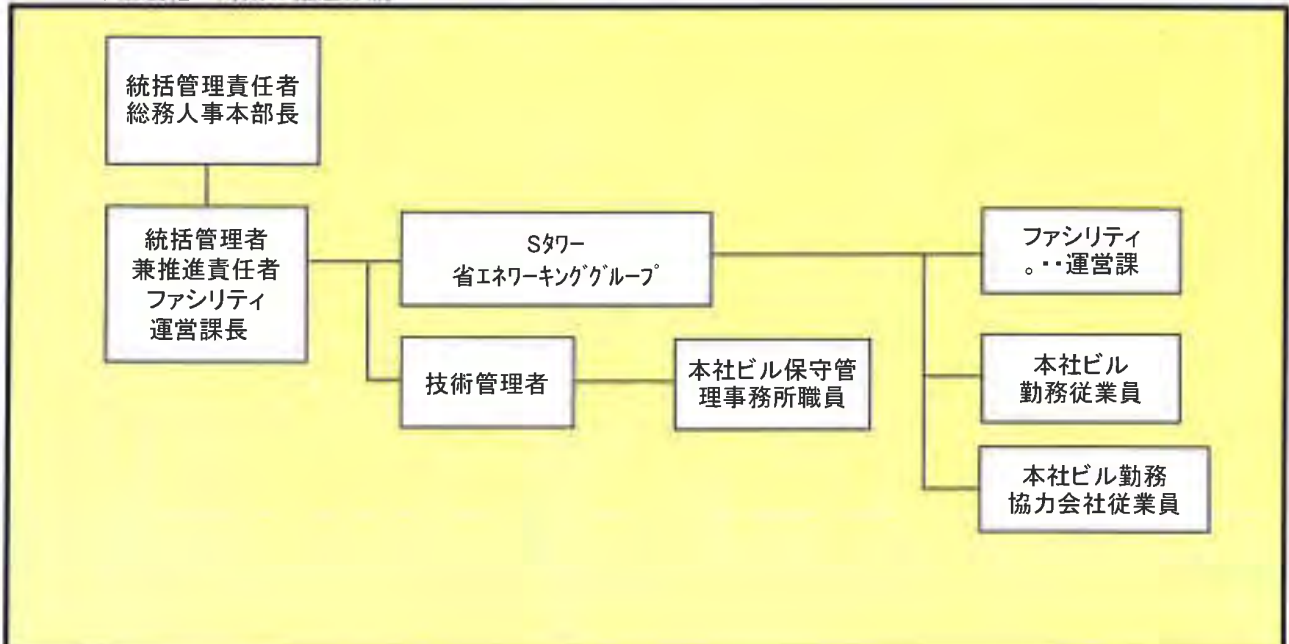 統括管理責任者
総務人事本部長
統括管理者
兼推進責任者
ファシリティ
運営課長
Sﾀﾜｰ
省ｴﾈﾜｰｷﾝｸﾞｸﾞﾙｰﾌﾟ
ファシリティ
。・・運営課
技術管理者
本社ビル保守管
理事務所職員
本社ビル
勤務従業員
本社ビル勤務
協力会社従業員